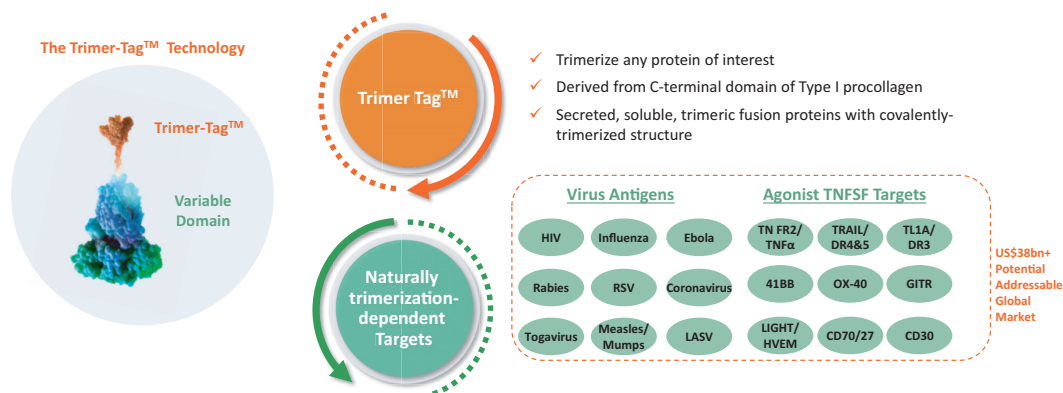 The Trimer-Tag™ Technology
Trimer-Tag™
Variable
Domain
Trimer Tag™
✓ Trimerize any protein of interest
✓ Derived from C-terminal domain of Type I procollagen
✓ Secreted, soluble, trimeric fusion proteins with covalently-
trimerized structure
Naturally
trimerization-
dependent
Targets
Virus Antigens
HIV
Influenza
Ebola
Rabies
RSV
Coronavirus
Togavirus
Measles/
Mumps
LASV
Agonist TNFSF Targets
TN FR2/
TNFα
TRAIL/
DR4&5
TL1A/
DR3
41BB
OX-40
GITR
LIGHT/
HVEM
CD70/27
CD30
US$38bn+
Potential
Addressable
Global
Market